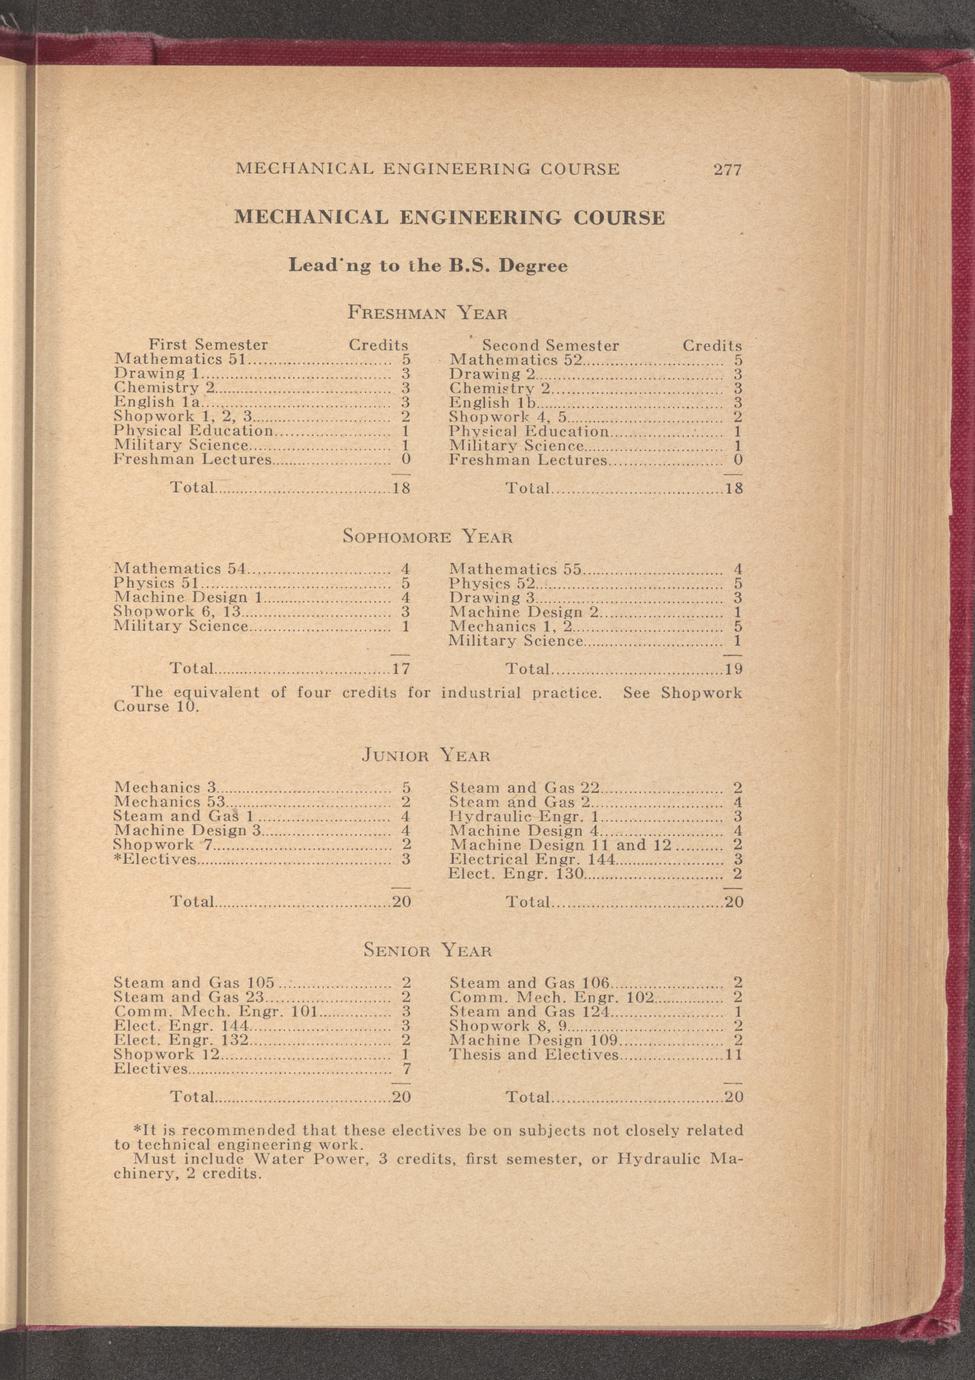 MECHANICAL ENGINEERING COURSE 277
MECHANICAL ENGINEERING COURSE
Lead'ng to the B.S. Degree
FRESHMAN YEAR
First Semester Credits Second Semester Credits
Mathematics 51 5 Mathematics 52 5
Drawing 1 3 Drawing 2 3
Chemistry 2 3 Chemistry 2 3
English 1a 3 English 1b 3
Shopwork 1, 2, 3 2 Shopwork 4, 5 2
Physical Education 1 Physical Education 1
Military Science 1 Military Science 1
Freshman Lectures 0 Freshman Lectures 0
Total 18 Total 18
SOPHOMORE YEAR
Mathematics 54 4 Mathematics 55 4
Physics 51 5 Physics 52 5
Machine Design 1 4 Drawing 3 3
Shopwork 6, 13 3 Machine Design 2 1
Military Science 1 Mechanics 1, 2 5
Military Science 1
Total 17 Total 19
The equivalent of four credits for industrial practice. See Shopwork
Course 10.
JUNIOR YEAR
Mechanics 3 5 Steam and Gas 22 2
Mechanics 53 2 Steam and Gas 2 4
Steam and Gas 1 4 Hydraulic Engr. 1 3
Machine Design 3 4 Machine Design 4 4
Shopwork 7 2 Machine Design 11 and 12 2
*Electives 3 Electrical Engr. 144 3
Elect. Engr. 130 2
Total 20 Total 20
SENIOR YEAR
Steam and Gas 105 2 Steam and Gas 106 2
Steam and Gas 23 2 Comm. Mech. Engr. 102 2
Comm. Mech. Engr. 101 3 Steam and Gas 124 1
Elect. Engr. 144 3 Shopwork 8, 9 2
Elect. Engr. 132 2 Machine Design 109 2
Shopwork 12 1 Thesis and Electives 11
Electives 7
Total 20 Total 20
*It is recommended that these electives be on subjects not closely related
to technical engineering work.
Must include Water Power, 3 credits, first semester, or Hydraulic Ma-
chinery, 2 credits.